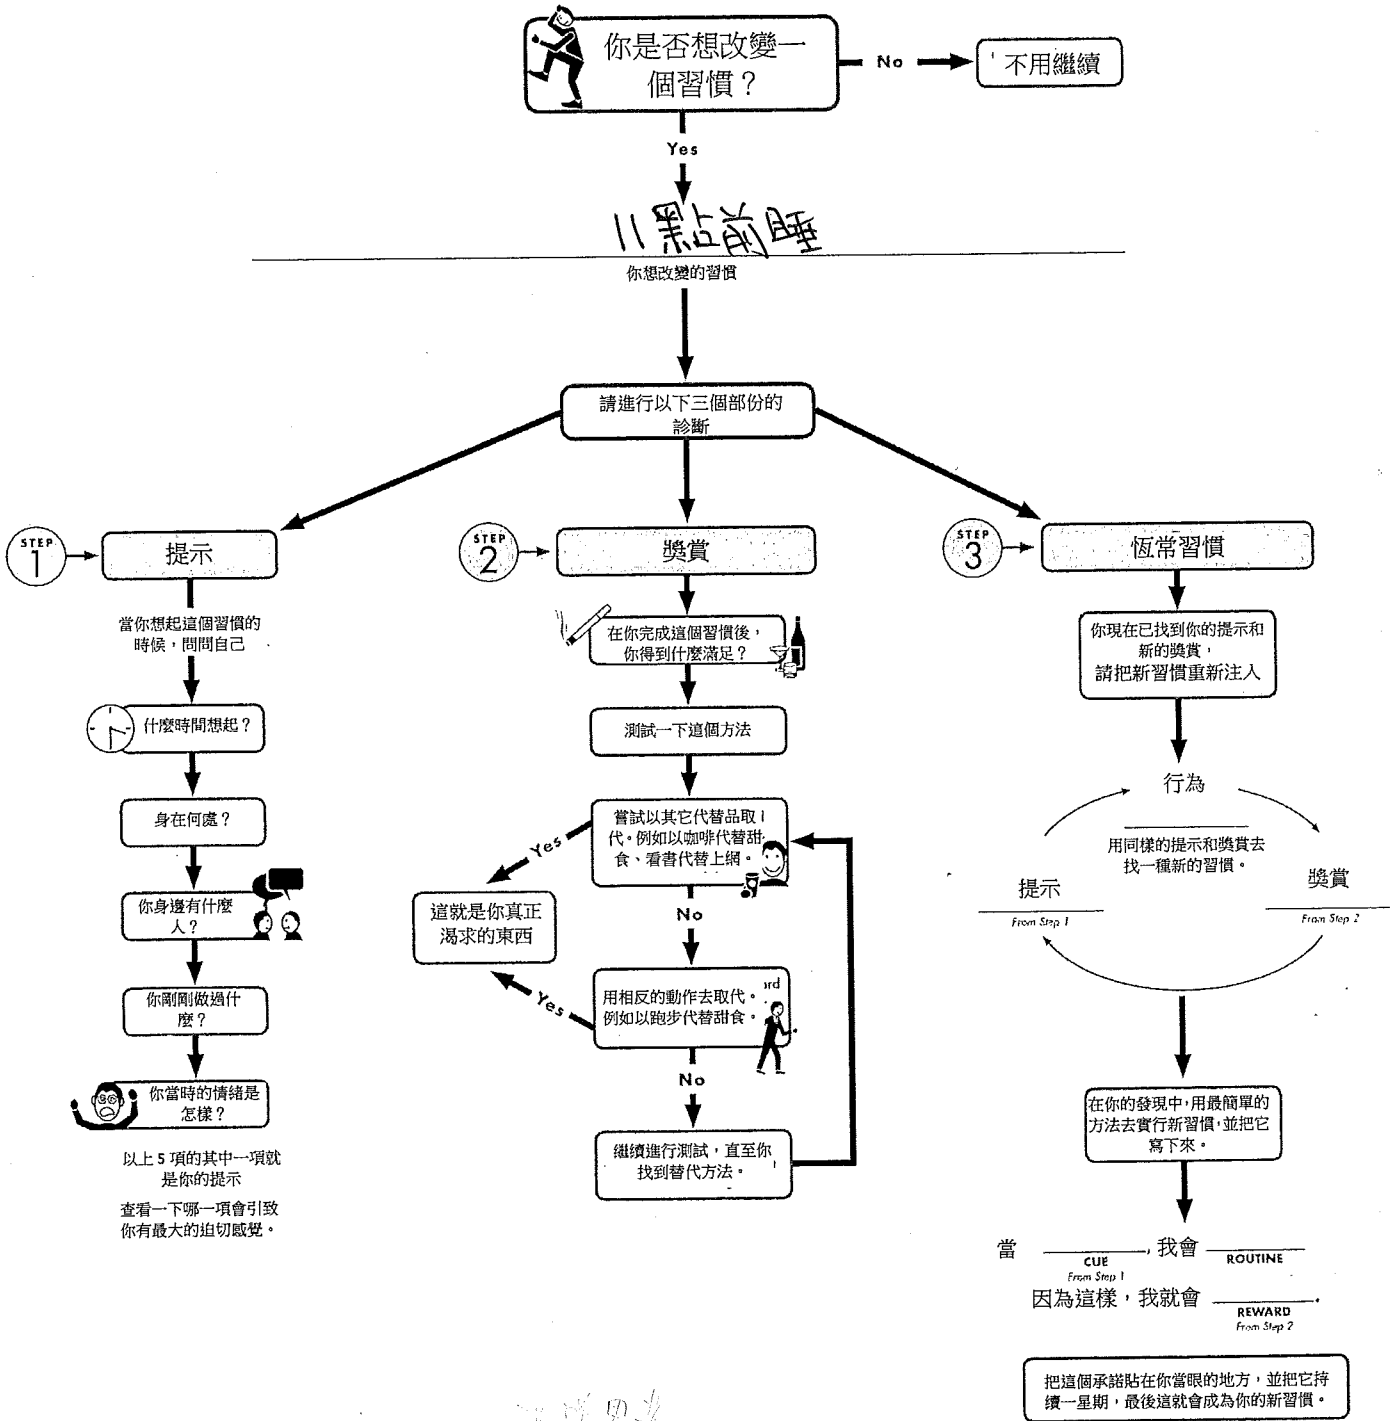 你是否想改變一
個習慣？
No
不用繼續
Yes
11點前睡
你想改變的習慣
請進行以下三個部份的
診斷
STEP
1
提示
當你想起這個習慣的
時候，問問自己
什麼時間想起？
身在何處？
你身邊有什麼
人？
你剛剛做過什
麼？
你當時的情緒是
怎樣？
以上 5 項的其中一項就
是你的提示
查看一下哪一項會引致
你有最大的迫切感覺。
STEP
2
獎賞
在你完成這個習慣後，
你得到什麼滿足？
測試一下這個方法
嘗試以其它代替品取
代。例如以咖啡代替甜
食、看書代替上網。
Yes
這就是你真正
渴求的東西
No
Yes
用相反的動作去取代。
例如以跑步代替甜食。
rd
No
繼續進行測試，直至你
找到替代方法。
STEP
3
恆常習慣
你現在已找到你的提示和
新的獎賞，
請把新習慣重新注入
行為
用同樣的提示和獎賞去
找一種新的習慣。
提示
From Step 1
獎賞
From Step 2
在你的發現中，用最簡單的
方法去實行新習慣，並把它
寫下來。
當 ，我會
CUE
From Step 1
ROUTINE
因為這樣，我就會 .
REWARD
From Step 2
把這個承諾貼在你當眼的地方，並把它持
續一星期，最後這就會成為你的新習慣。